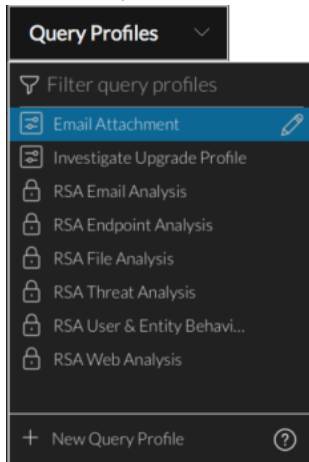 Query Profiles
Filter query profiles
Email Attachment
Investigate Upgrade Profile
RSA Email Analysis
RSA Endpoint Analysis
RSA File Analysis
RSA Threat Analysis
RSA User & Entity Behavi...
RSA Web Analysis
+ New Query Profile ?